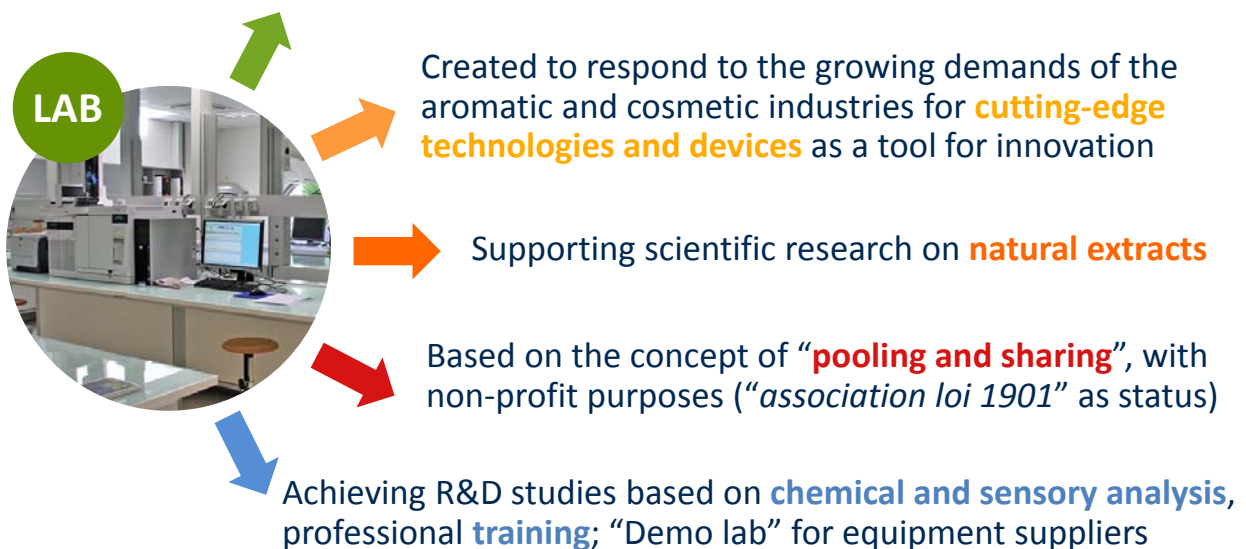 LAB
Created to respond to the growing demands of the
aromatic and cosmetic industries for cutting-edge
technologies and devices as a tool for innovation
Supporting scientific research on natural extracts
Based on the concept of “pooling and sharing”, with
non-profit purposes (“association loi 1901” as status)
Achieving R&D studies based on chemical and sensory analysis,
professional training; “Demo lab” for equipment suppliers